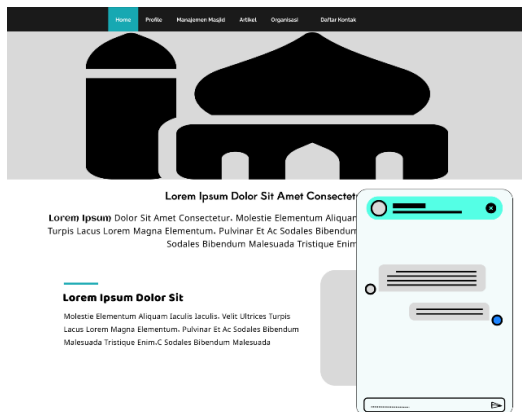 Home Profile Manajemen Masjid Artikel Organisasi Daftar Kontak
Lorem Ipsum Dolor Sit Amet Consectet
Lorem Ipsum Dolor Sit Amet Consectetur. Molestie Elementum Aliquan
Turpis Lacus Lorem Magna Elementum. Pulvinar Et Ac Sodales Bibendum
Sodales Bibendum Malesuada Tristique Enim
Lorem Ipsum Dolor Sit
Molestie Elementum Aliquam Iaculis Iaculis. Velit Ultrices Turpis
Lacus Lorem Magna Elementum. Pulvinar Et Ac Sodales Bibendum
Malesuada Tristique Enim.C Sodales Bibendum Malesuada